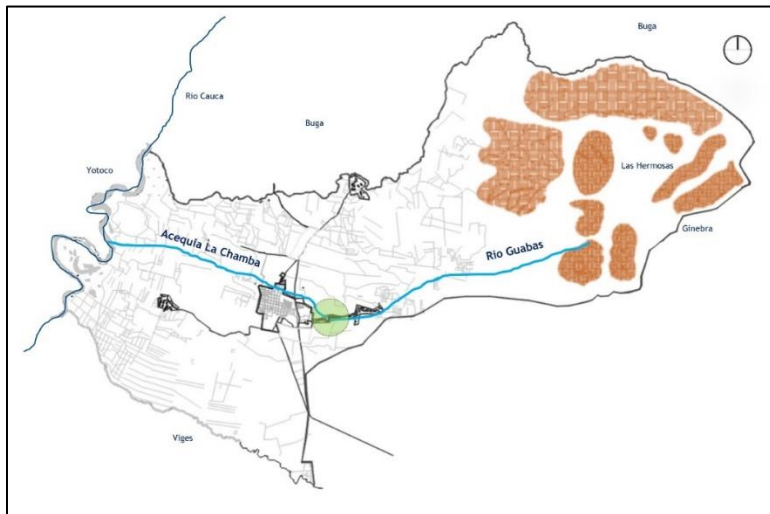 Buga
Rio Cauca
Buga
Yotoco
Las Hermosas
Ginebra
Acequia La Chamba
Rio Guabas
Viges